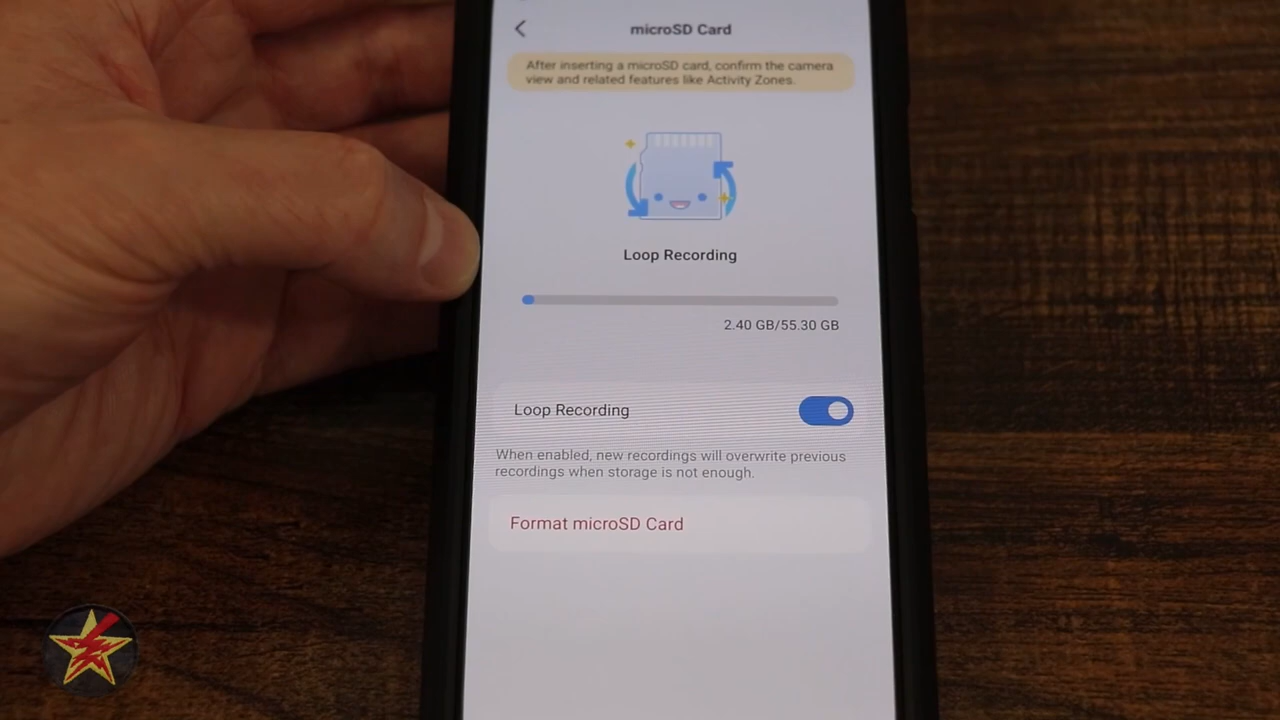 microSD Card
After inserting a microSD card, confirm the camera
view and related features like Activity Zones.
Loop Recording
2.40 GB/55.30 GB
Loop Recording
When enabled, new recordings will overwrite previous
recordings when storage is not enough.
Format microSD Card